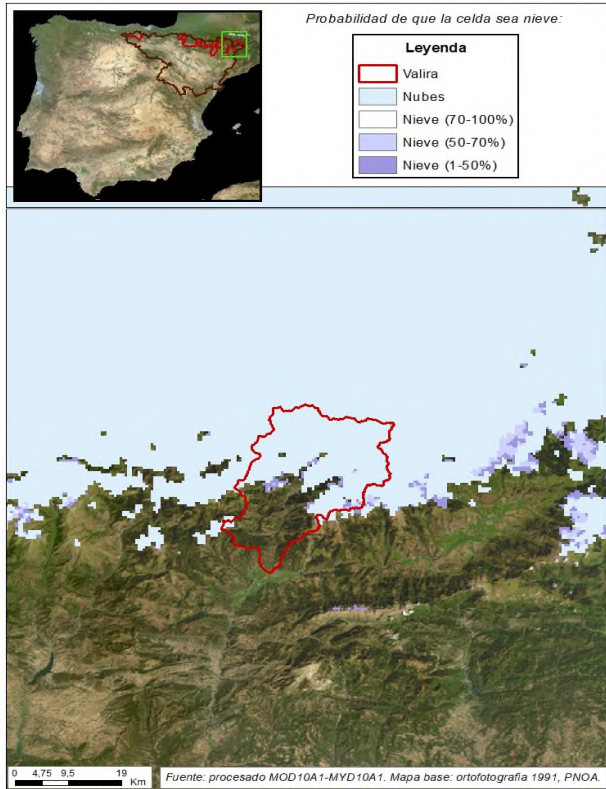 Probabilidad de que la celda sea nieve:
Leyenda
Valira
Nubes
Nieve (70-100%)
Nieve (50-70%)
Nieve (1-50%)
0 4,75 9,5 19
Km
Fuente: procesado MOD10A1-MYD10A1. Mapa base: ortofotografia 1991, PNOA.